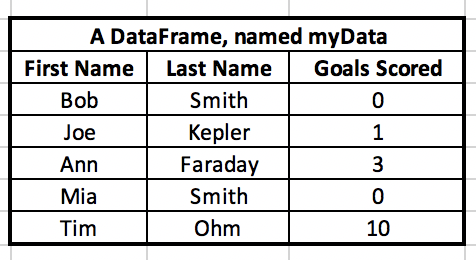 A DataFrame, named myData
First Name Last Name Goals Scored
Bob Smith 0
Joe Kepler 1
Ann Faraday 3
Mia Smith 0
Tim Ohm 10